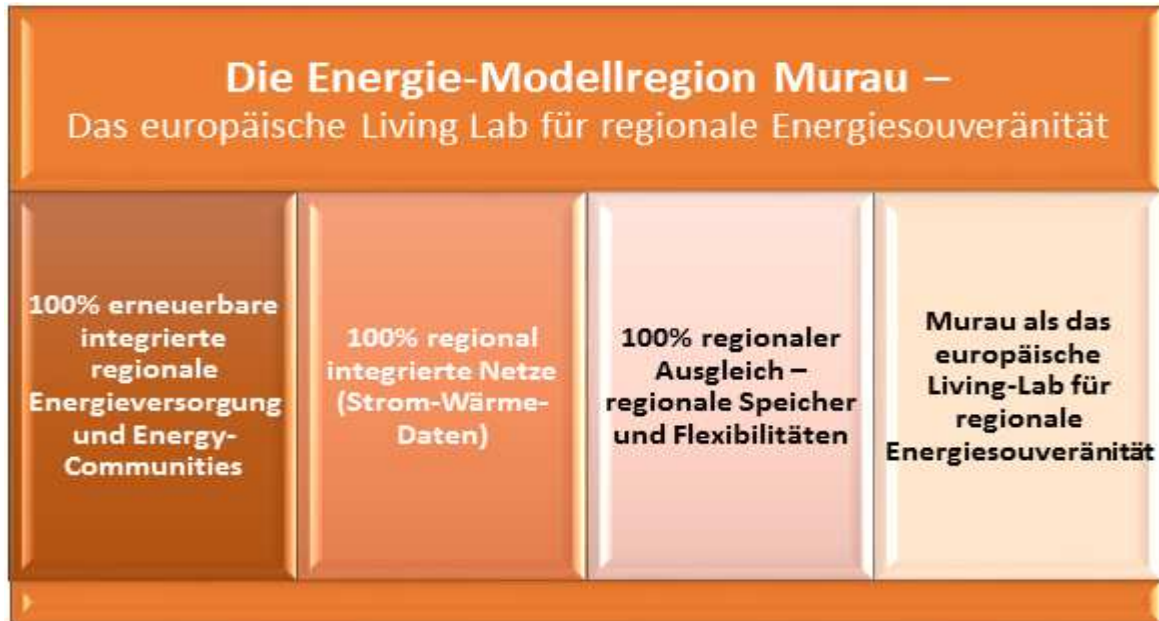 Die Energie-Modellregion Murau –
Das europäische Living Lab für regionale Energiesouveränität
100% erneuerbare
integrierte
regionale
Energieversorgung
und Energy-
Communities
100% regional
integrierte Netze
(Strom-Wärme-
Daten)
100% regionaler
Ausgleich –
regionale Speicher
und Flexibilitäten
Murau als das
europäische
Living-Lab für
regionale
Energiesouveränität